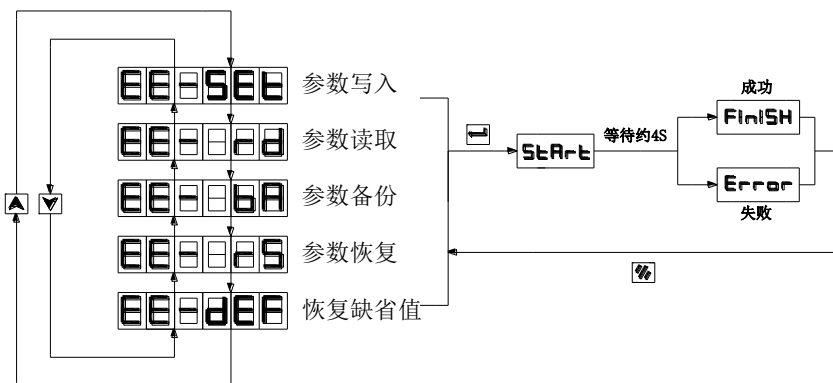 EE-SEt 参数写入
EE-rd 参数读取
EE-bA 参数备份
EE-rS 参数恢复
EE-dEF 恢复缺省值
StArt
等待约4S
成功
FIniSH
Error
失败